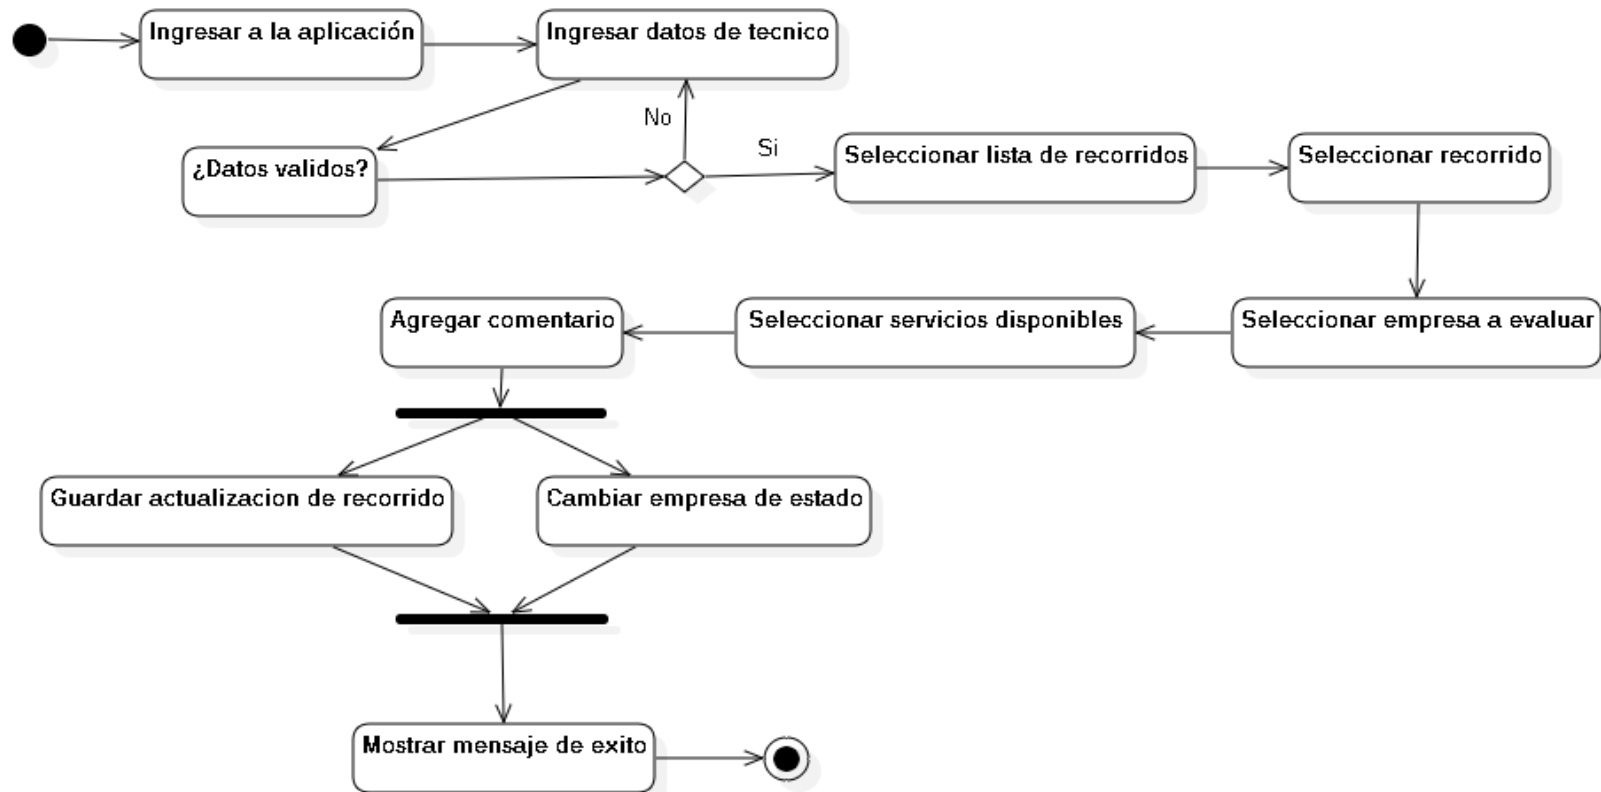 Ingresar a la aplicación
Ingresar datos de tecnico
No
Si
¿Datos validos?
Seleccionar lista de recorridos
Seleccionar recorrido
Agregar comentario
Seleccionar servicios disponibles
Seleccionar empresa a evaluar
Guardar actualizacion de recorrido
Cambiar empresa de estado
Mostrar mensaje de exito